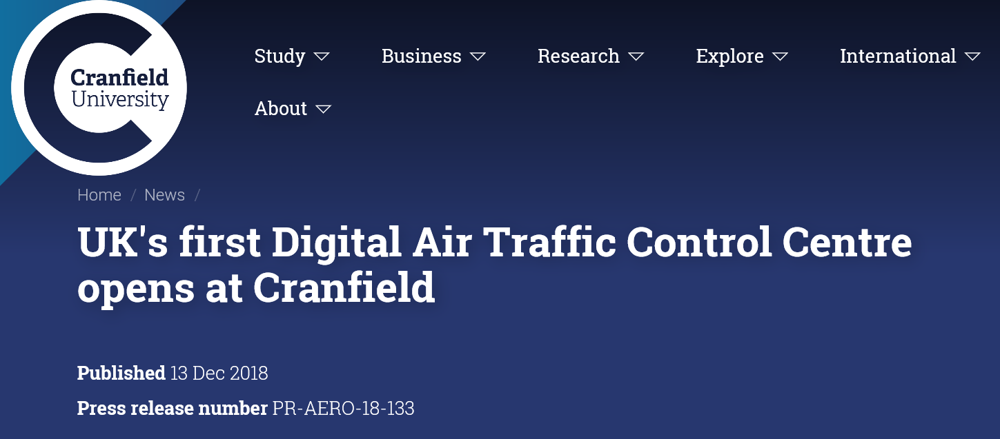 Cranfield
University
Study
Business
Research
Explore
International
About
Home / News /
UK's first Digital Air Traffic Control Centre
opens at Cranfield
Published 13 Dec 2018
Press release number PR-AERO-18-133